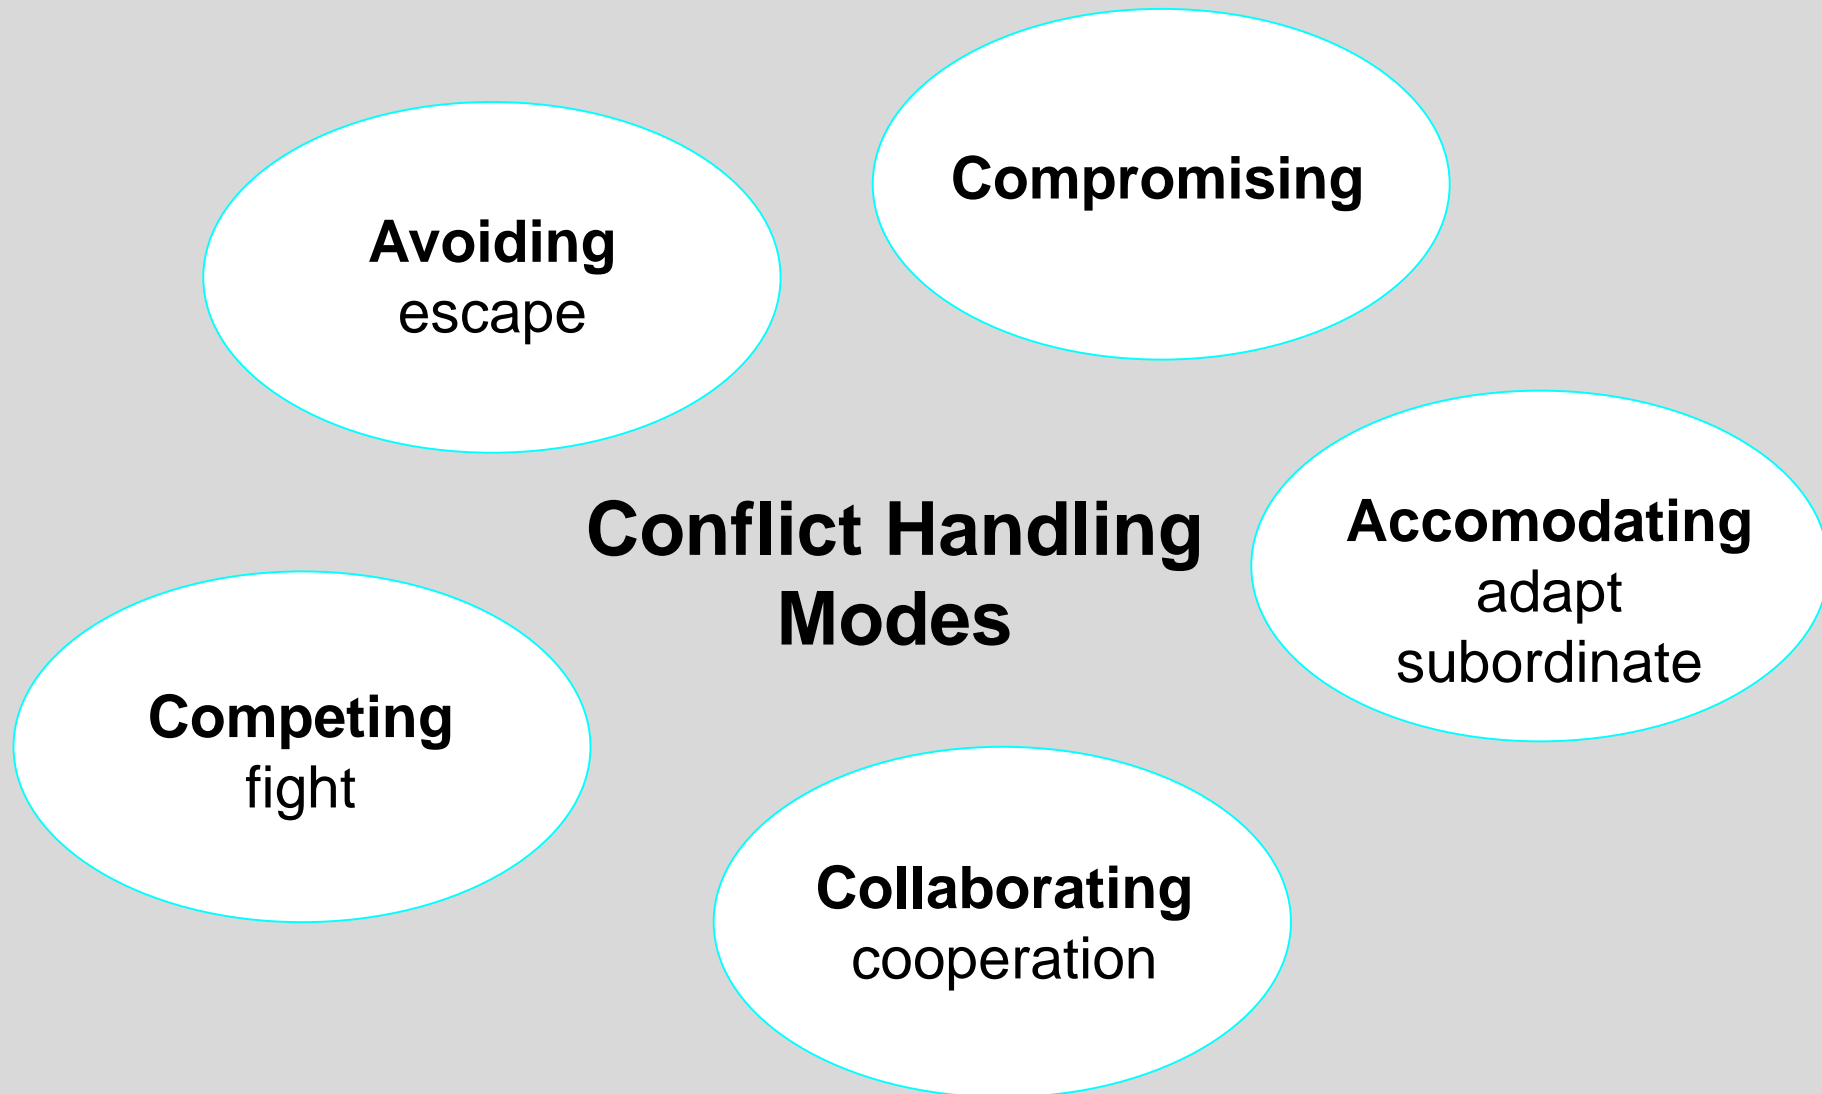 Compromising
Avoiding
escape
Conflict Handling
Modes
Accomodating
adapt
subordinate
Competing
fight
Collaborating
cooperation